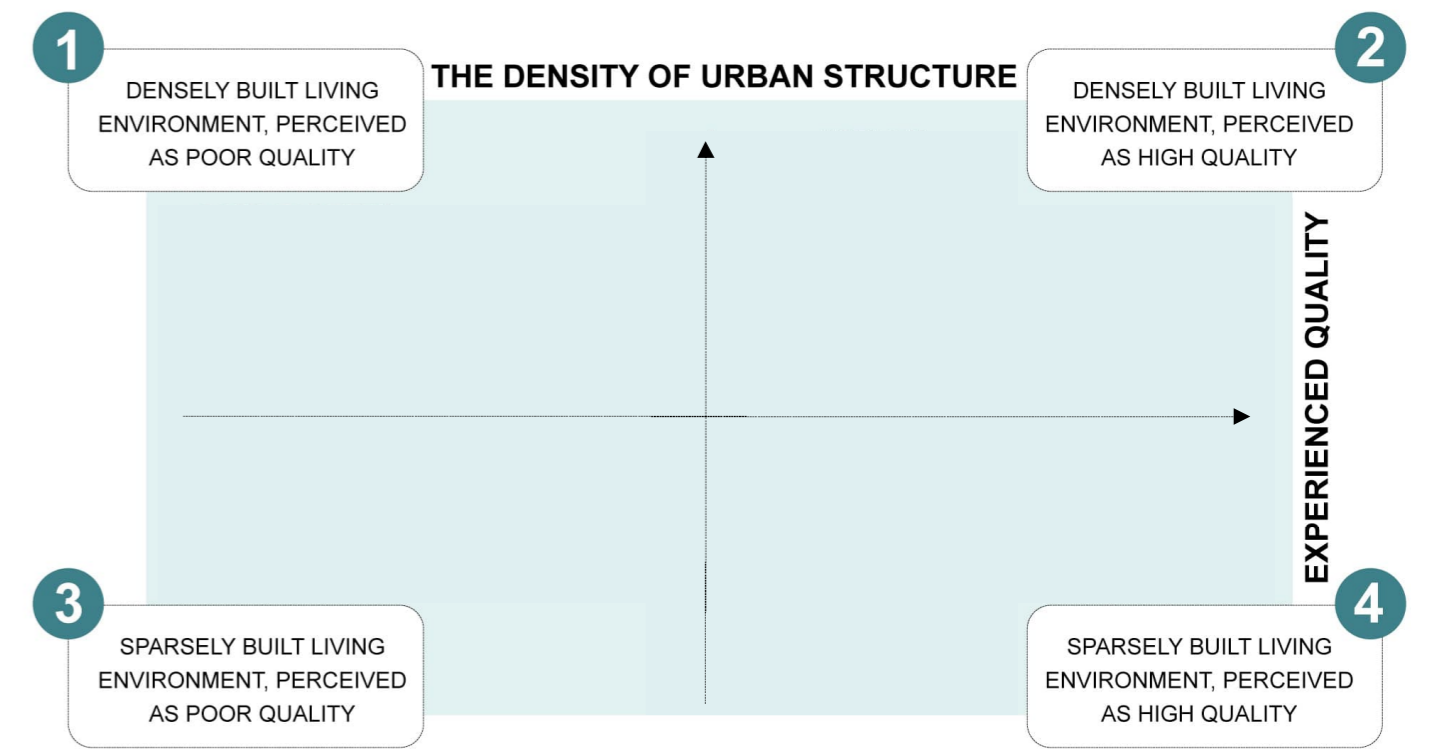 1
DENSELY BUILT LIVING
ENVIRONMENT, PERCEIVED
AS POOR QUALITY
THE DENSITY OF URBAN STRUCTURE
2
DENSELY BUILT LIVING
ENVIRONMENT, PERCEIVED
AS HIGH QUALITY
EXPERIENCED QUALITY
3
SPARSELY BUILT LIVING
ENVIRONMENT, PERCEIVED
AS POOR QUALITY
4
SPARSELY BUILT LIVING
ENVIRONMENT, PERCEIVED
AS HIGH QUALITY